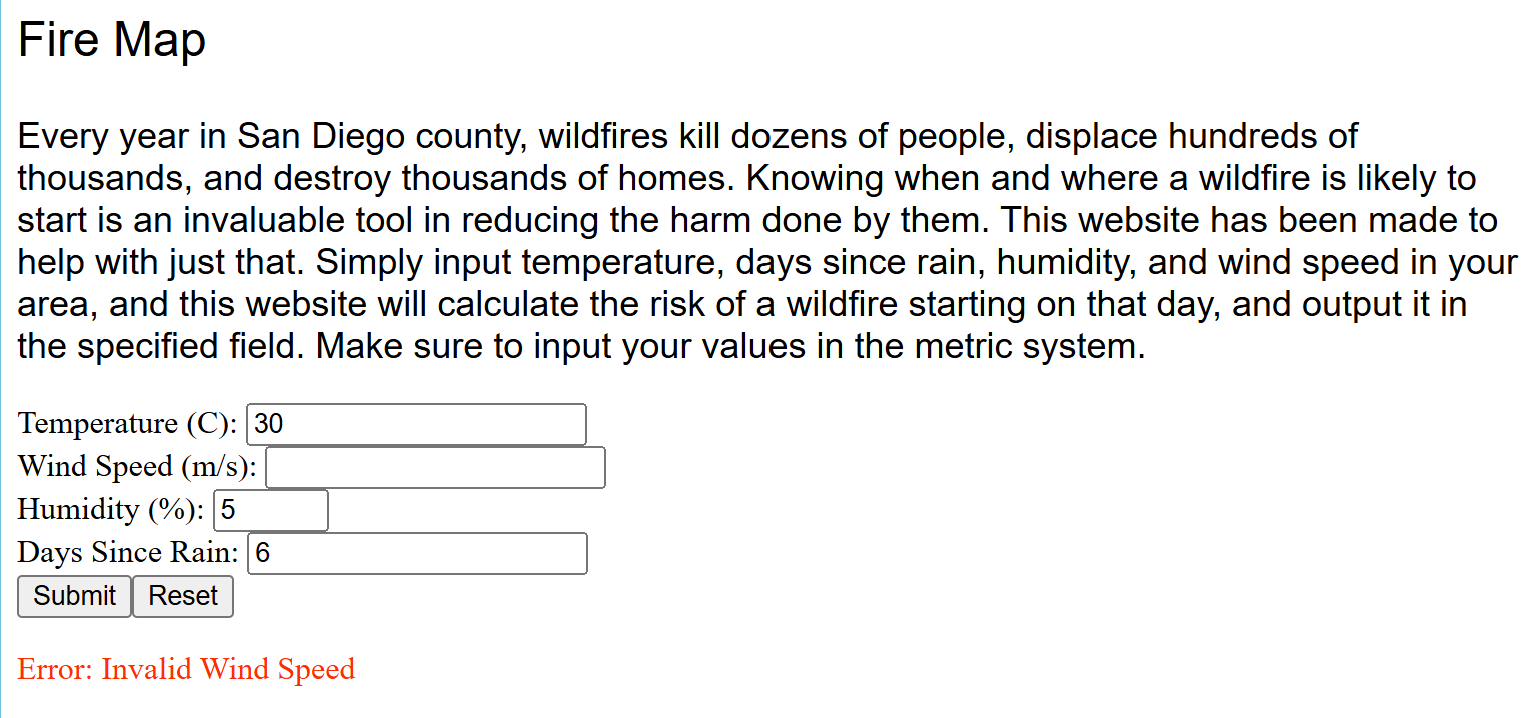 Fire Map
Every year in San Diego county, wildfires kill dozens of people, displace hundreds of
thousands, and destroy thousands of homes. Knowing when and where a wildfire is likely to
start is an invaluable tool in reducing the harm done by them. This website has been made to
help with just that. Simply input temperature, days since rain, humidity, and wind speed in your
area, and this website will calculate the risk of a wildfire starting on that day, and output it in
the specified field. Make sure to input your values in the metric system.
Temperature (C): 30
Wind Speed (m/s):
Humidity (%): 5
Days Since Rain: 6
Submit Reset
Error: Invalid Wind Speed